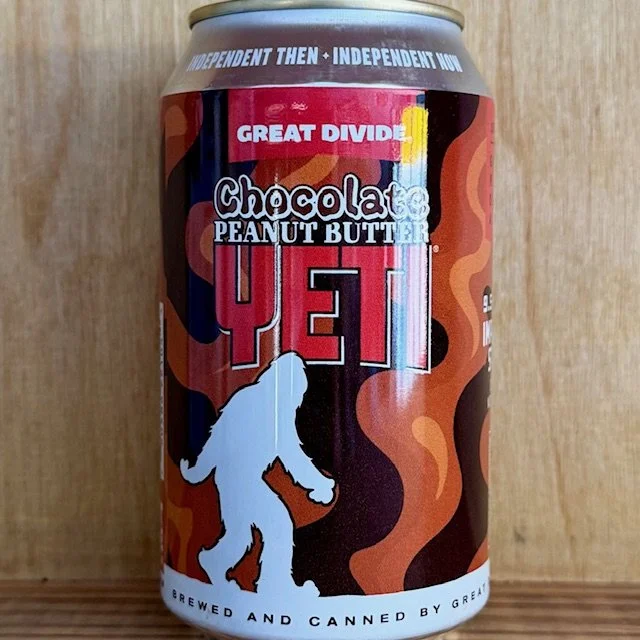 INDEPENDENT THEN • INDEPENDENT NOW
GREAT DIVIDE
Chocolate
PEANUT BUTTER
YETI®
BREWED AND CANNED BY GREAT